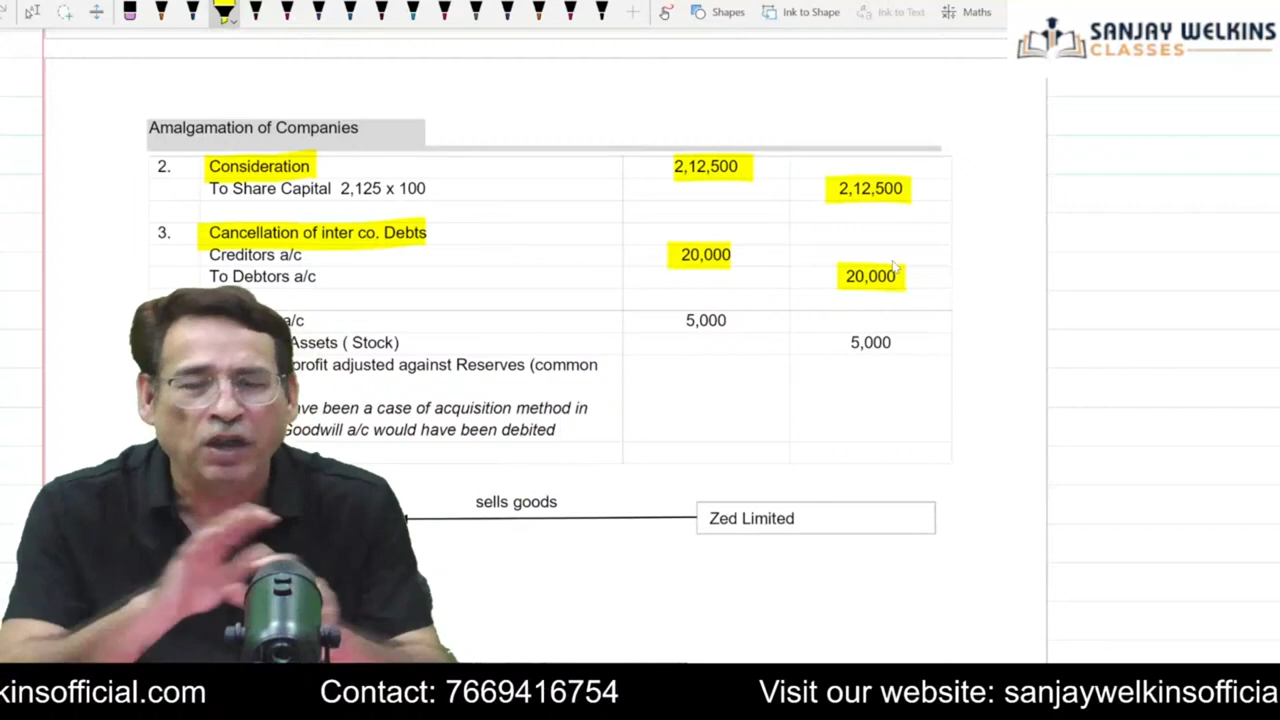 Shapes Ink to Shape Ink to Text Maths
SANJAY WELKINS
CLASSES
Amalgamation of Companies
2. Consideration 2,12,500
To Share Capital 2,125 x 100 2,12,500
3. Cancellation of inter co. Debts
Creditors a/c 20,000
To Debtors a/c 20,000
a/c 5,000
Assets ( Stock) 5,000
profit adjusted against Reserves (common
been a case of acquisition method in
Goodwill a/c would have been debited
sells goods
Zed Limited
kinsofficial.com Contact: 7669416754 Visit our website: sanjaywelkinsofficia